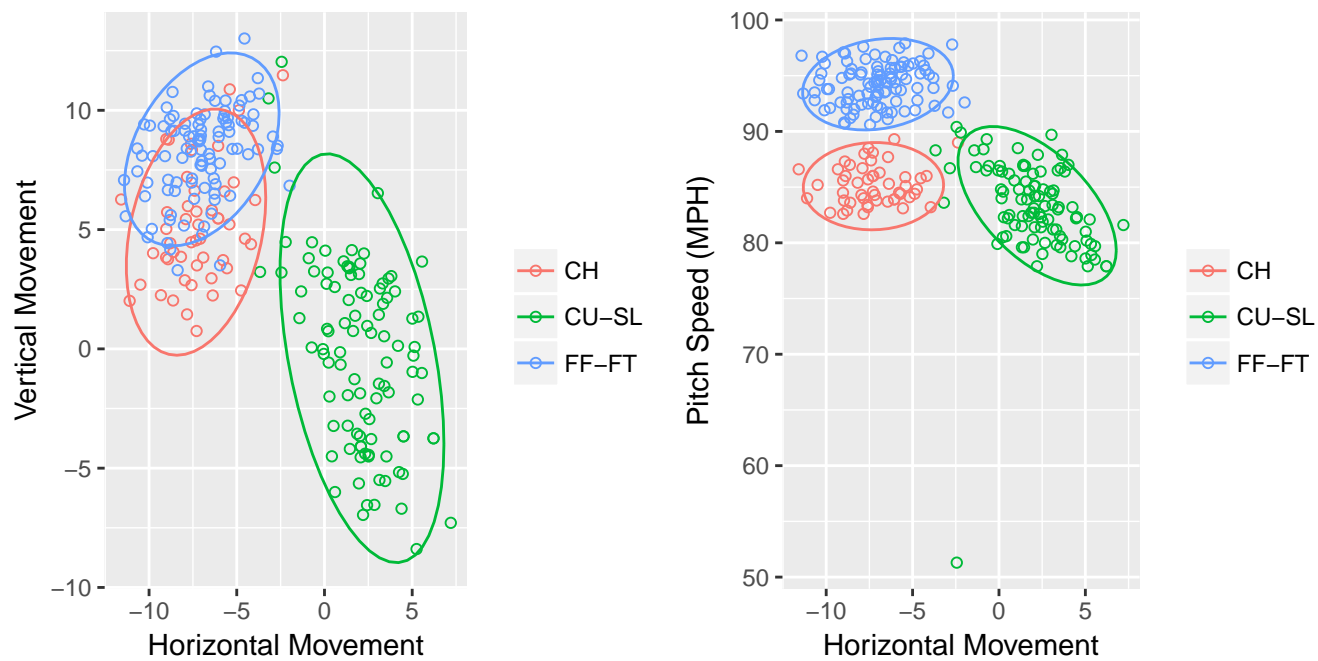 Vertical Movement
10
5
0
−5
−10
−10 −5 0 5
Horizontal Movement
CH
CU−SL
FF−FT
Pitch Speed (MPH)
100
90
80
70
60
50
−10 −5 0 5
Horizontal Movement
CH
CU−SL
FF−FT